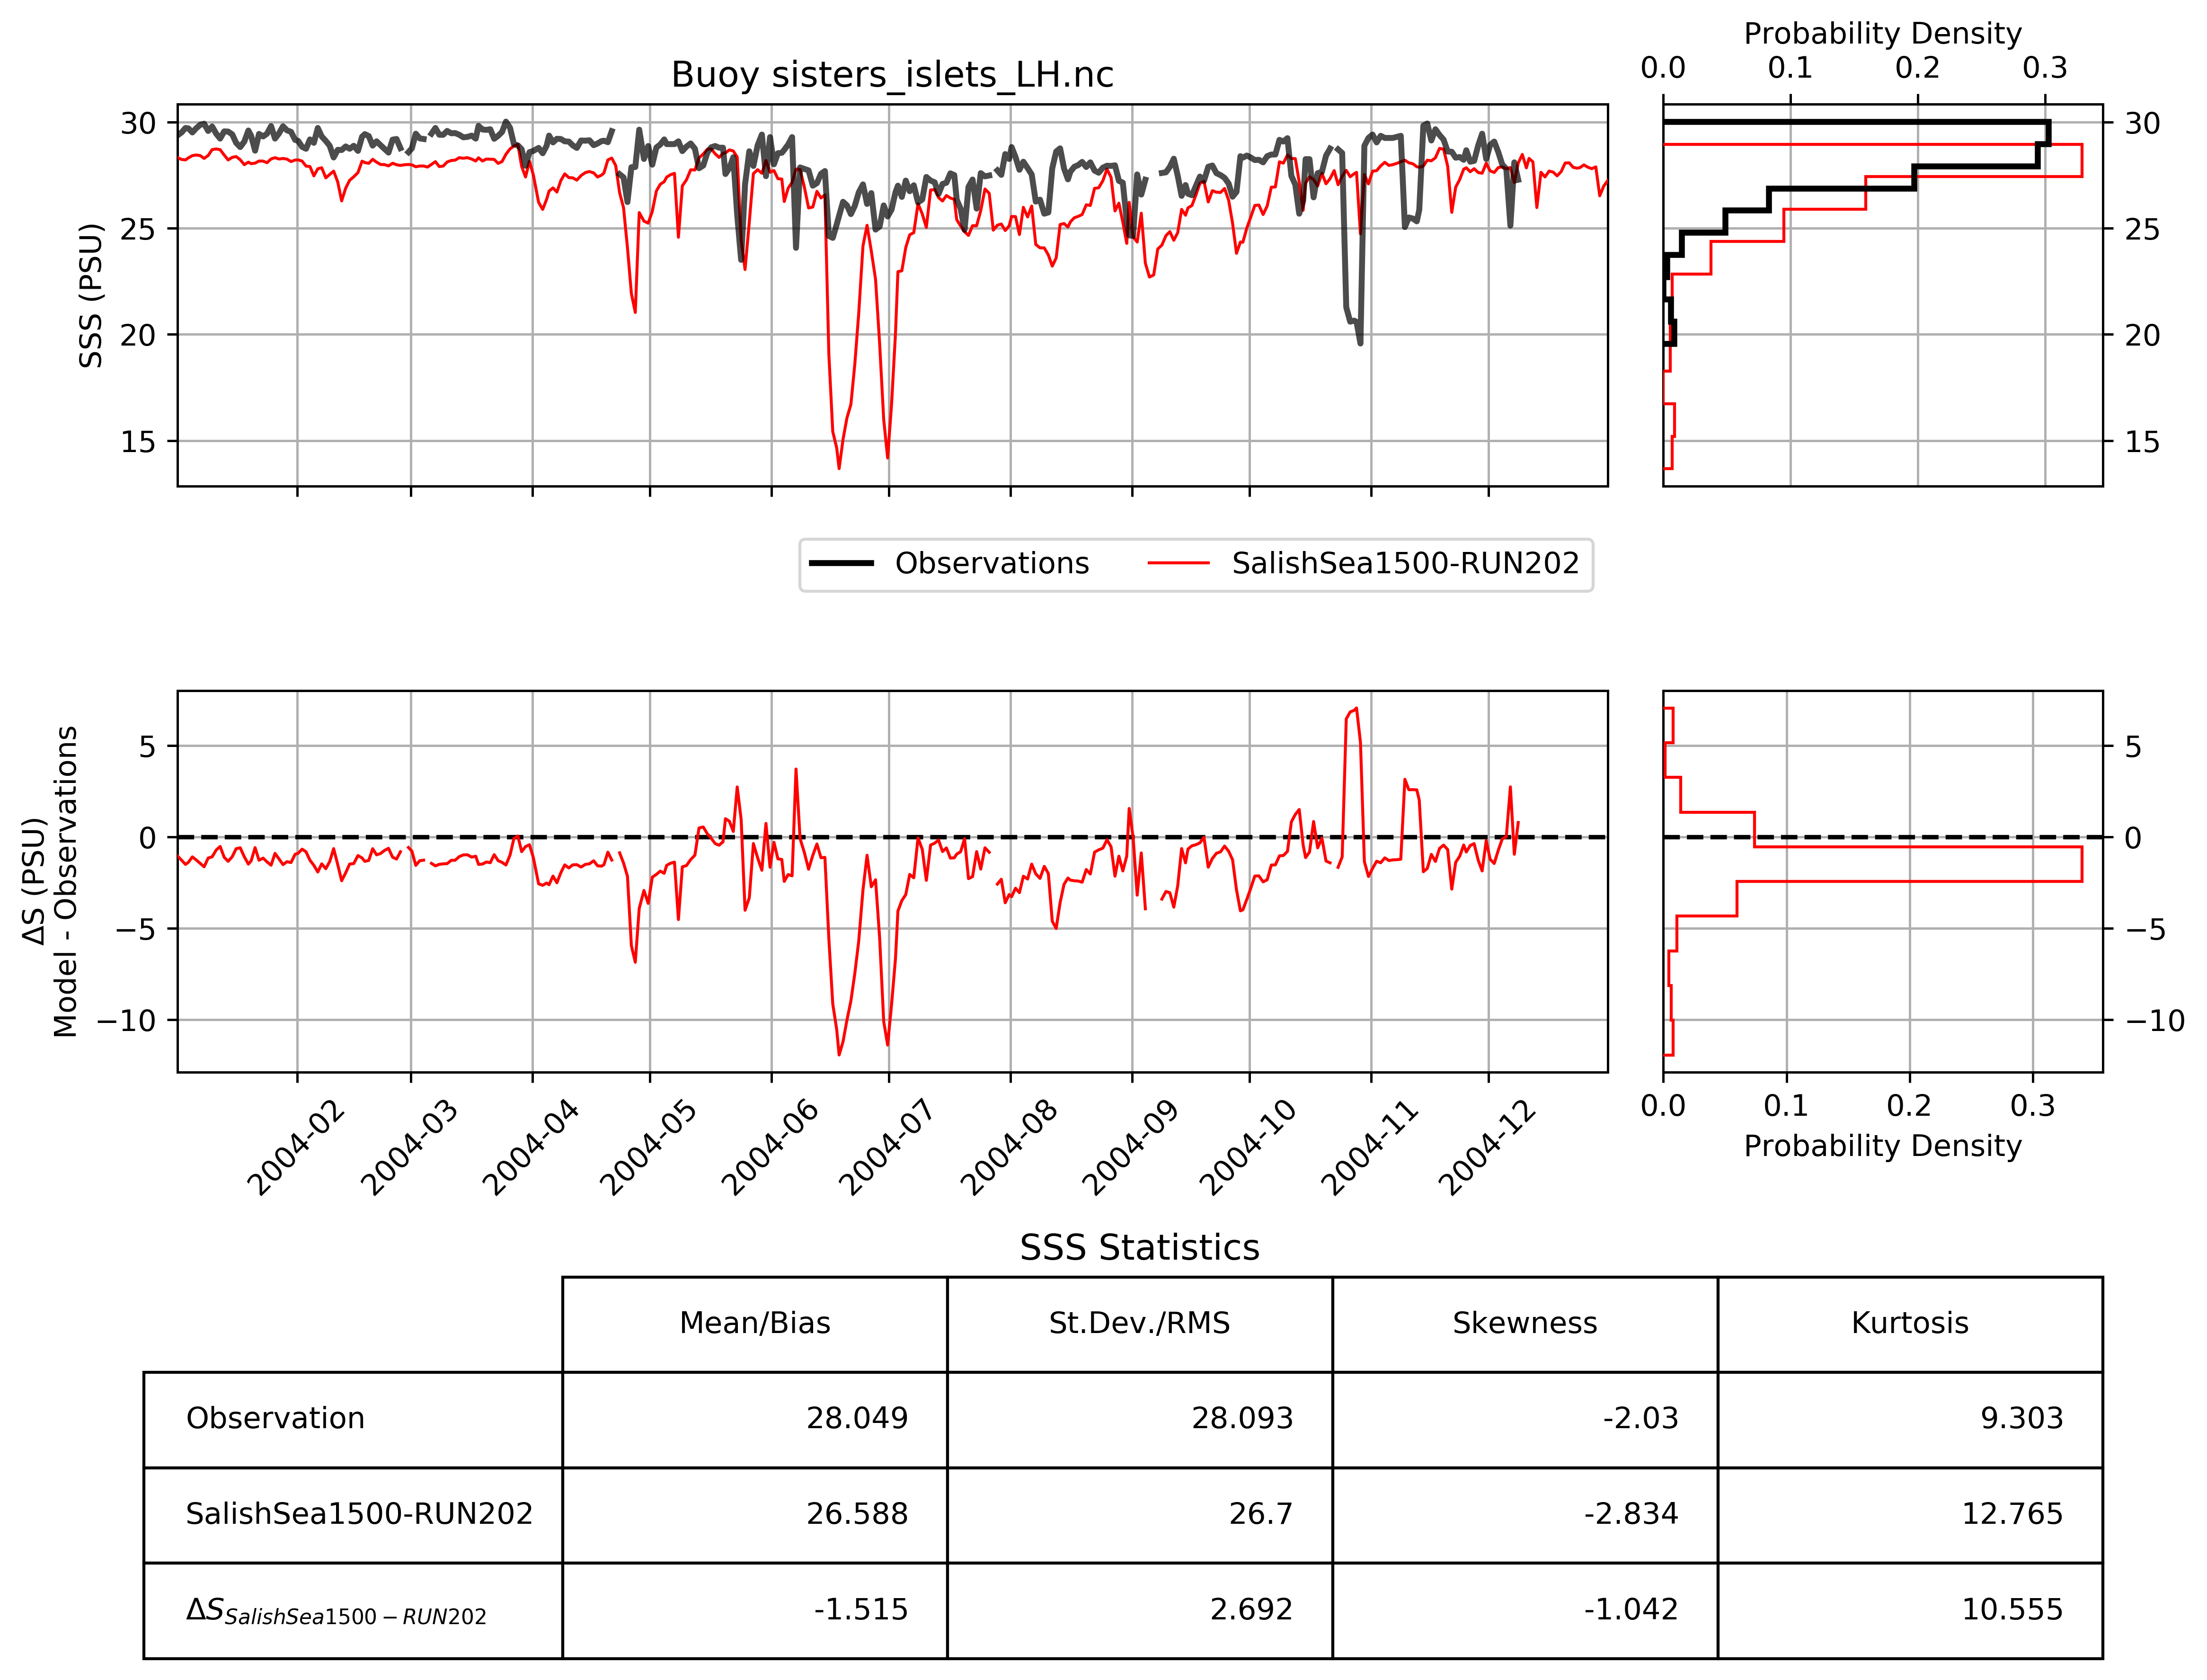 Probability Density
0.0 0.1 0.2 0.3
Buoy sisters_islets_LH.nc
SSS (PSU)
30
25
20
15
30
25
20
15
Observations SalishSea1500-RUN202
ΔS (PSU)
Model - Observations
5
0
−5
−10
5
0
−5
−10
2004-02 2004-03 2004-04 2004-05 2004-06 2004-07 2004-08 2004-09 2004-10 2004-11 2004-12
0.0 0.1 0.2 0.3
Probability Density
SSS Statistics
Mean/Bias St.Dev./RMS Skewness Kurtosis
Observation 28.049 28.093 -2.03 9.303
SalishSea1500-RUN202 26.588 26.7 -2.834 12.765
ΔS SalishSea1500−RUN202 -1.515 2.692 -1.042 10.555